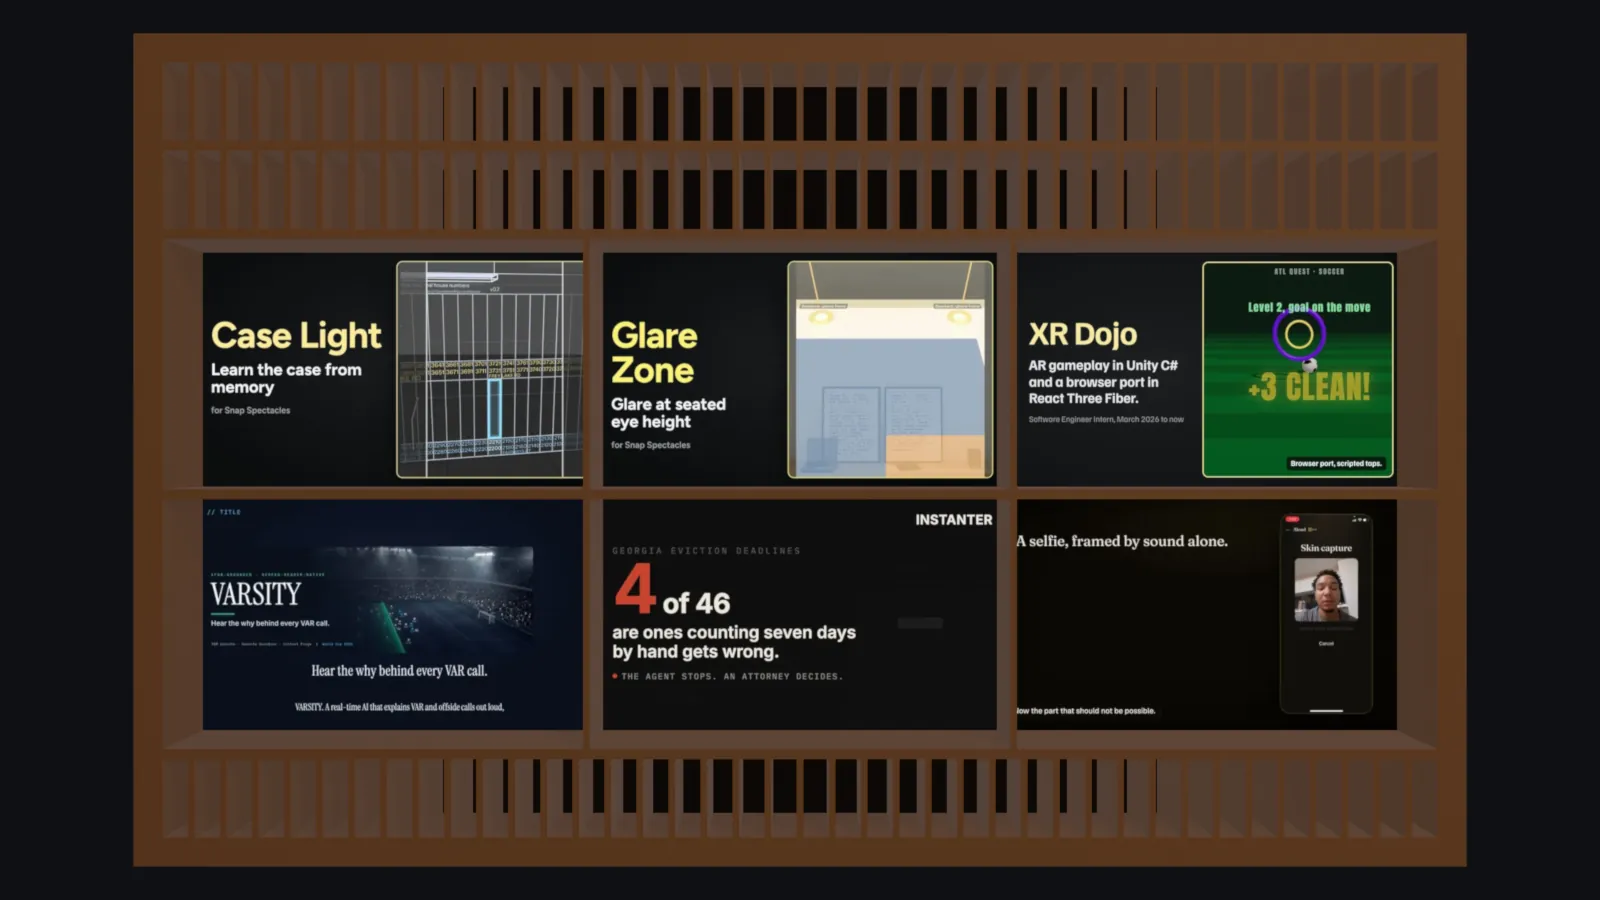 Case Light
Learn the case from
memory
for Snap Spectacles
Glare
Zone
Glare at seated
eye height
for Snap Spectacles
XR Dojo
AR gameplay in Unity C#
and a browser port in
React Three Fiber.
Software Engineer Intern, March 2026 to now
ATL QUEST · SOCCER
Level 2, goal on the move
+3 CLEAN!
Browser port, scripted taps.
// TITLE
VARSITY
Hear the why behind every VAR call.
Hear the why behind every VAR call.
VARSITY. A real-time AI that explains VAR and offside calls out loud,
INSTANTER
GEORGIA EVICTION DEADLINES
4 of 46
are ones counting seven days
by hand gets wrong.
THE AGENT STOPS. AN ATTORNEY DECIDES.
A selfie, framed by sound alone.
Skin capture
Cancel
Now the part that should not be possible.